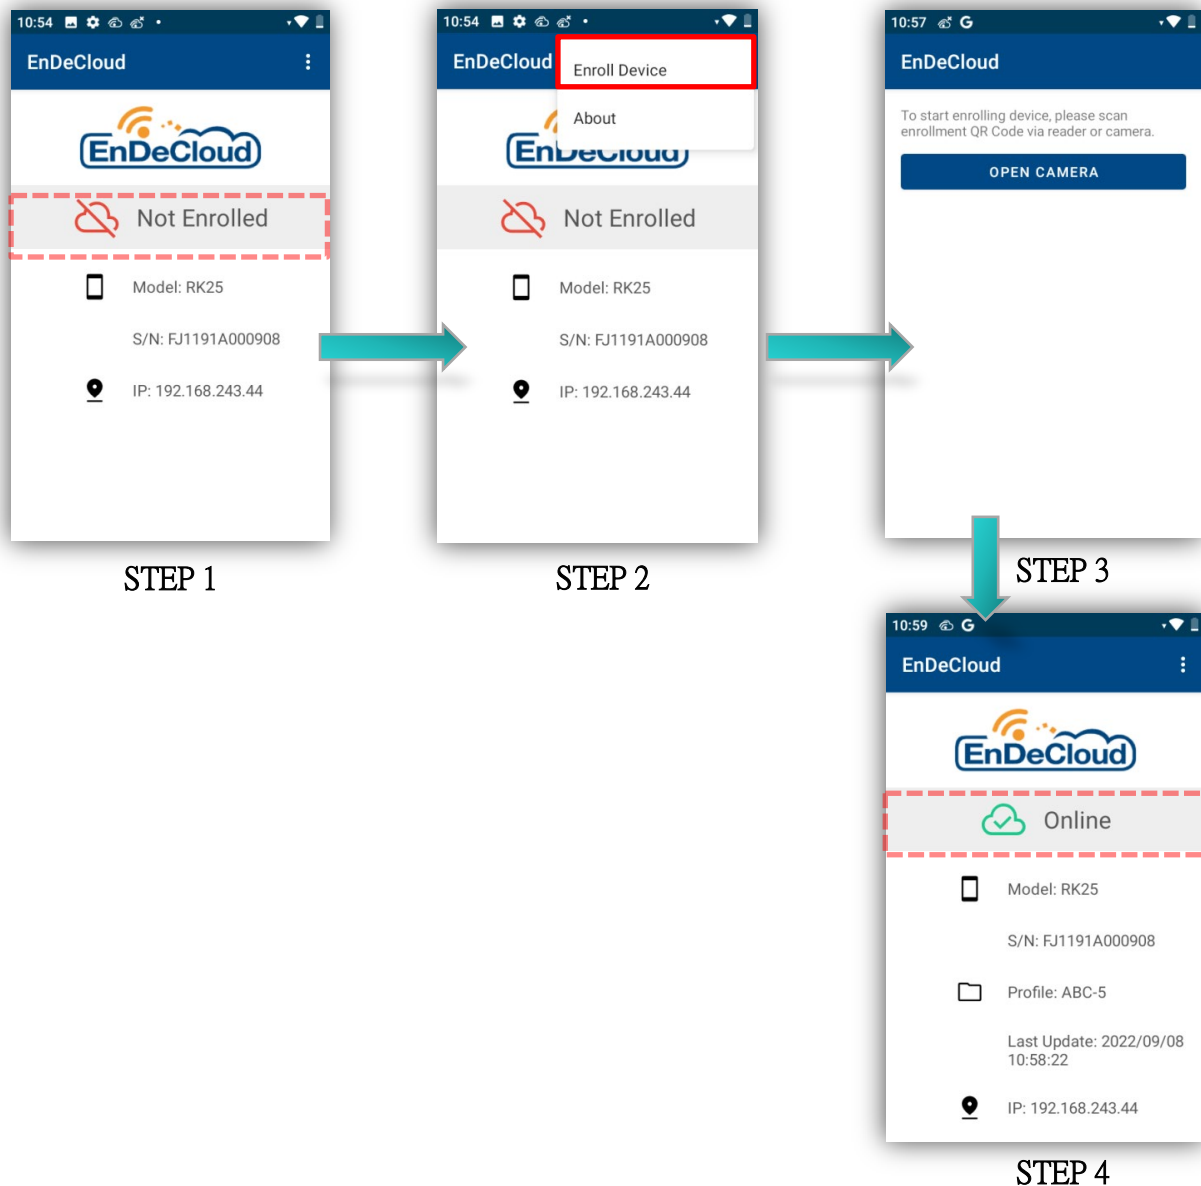 10:54
EnDeCloud
EnDeCloud
Not Enrolled
Model: RK25
S/N: FJ1191A000908
IP: 192.168.243.44
STEP 1
10:54
EnDeCloud
Enroll Device
About
EnDeCloud
Not Enrolled
Model: RK25
S/N: FJ1191A000908
IP: 192.168.243.44
STEP 2
10:57 G
EnDeCloud
To start enrolling device, please scan
enrollment QR Code via reader or camera.
OPEN CAMERA
STEP 3
10:59 G
EnDeCloud
EnDeCloud
Online
Model: RK25
S/N: FJ1191A000908
Profile: ABC-5
Last Update: 2022/09/08
10:58:22
IP: 192.168.243.44
STEP 4